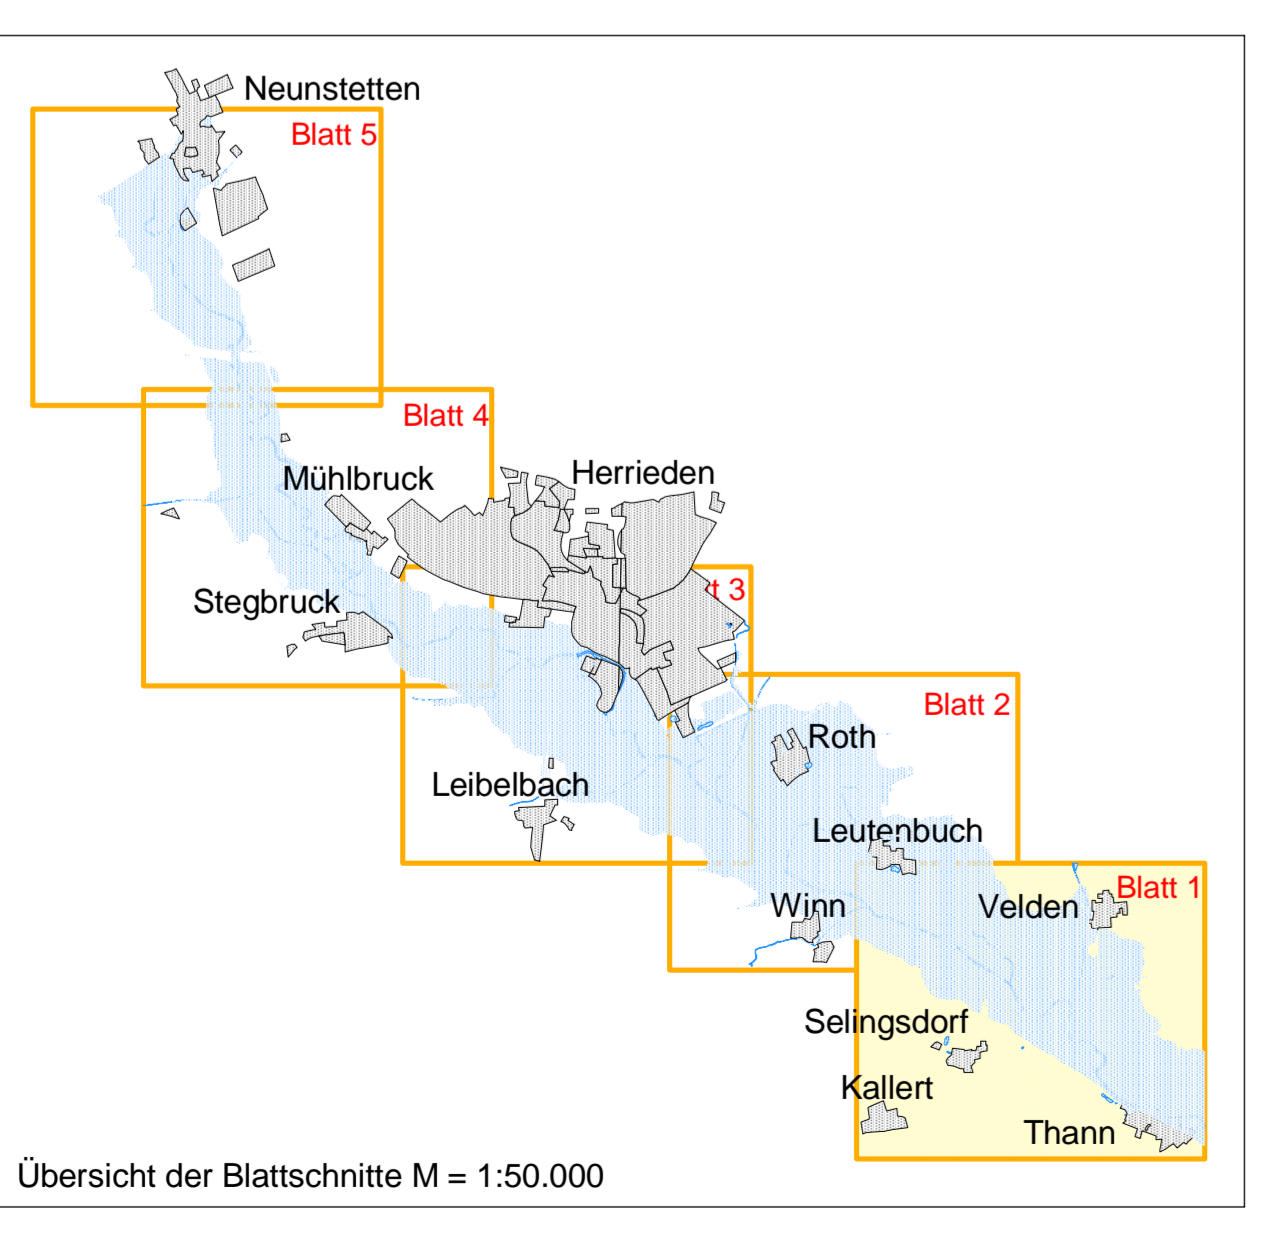 Neunstetten
Blatt 5
Blatt 4
Mühlbruck
Herrieden
Stegbruck
t 3
Blatt 2
Roth
Leibelbach
Leutenbuch
Blatt 1
Winn
Velden
Selingsdorf
Kallert
Thann
Übersicht der Blattschnitte M = 1:50.000